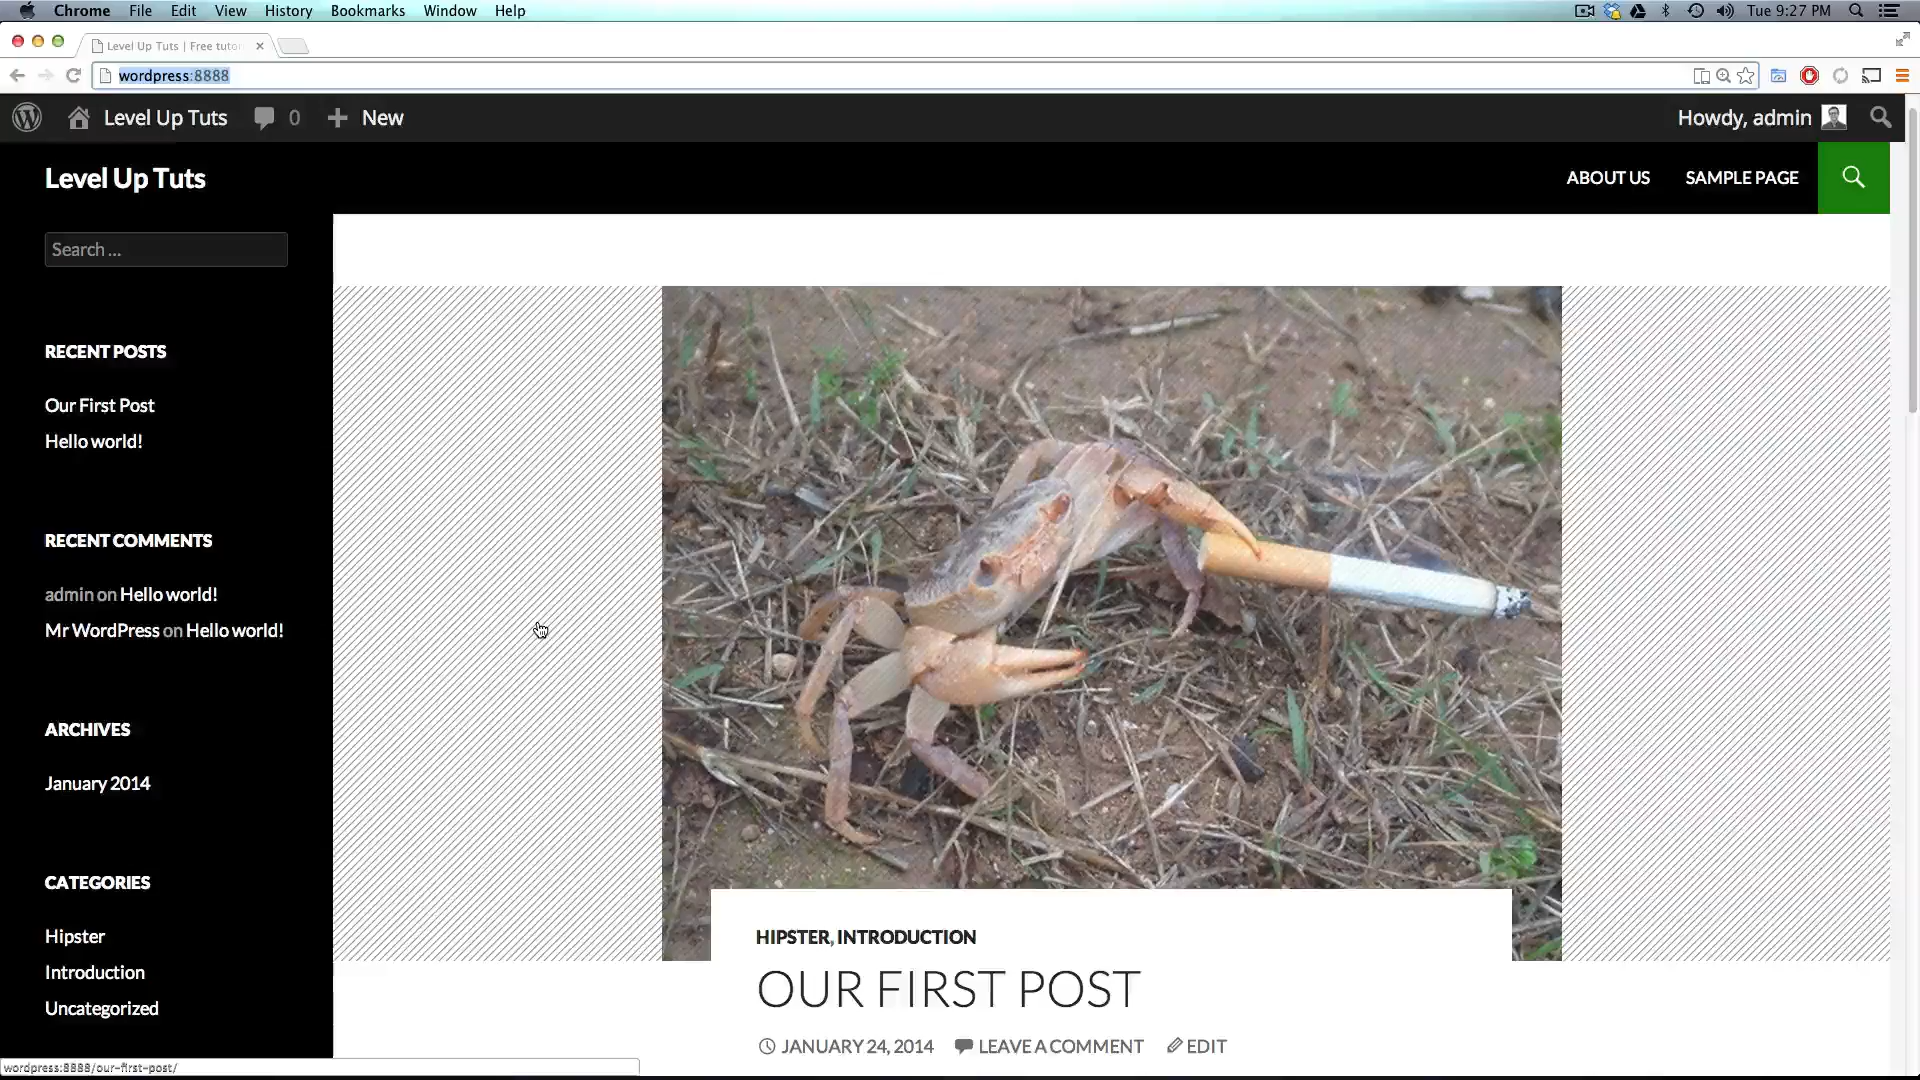 Chrome File Edit View History Bookmarks Window Help Tue 9:27 PM
Level Up Tuts | Free tutor
wordpress:8888
Level Up Tuts 0 New Howdy, admin
Level Up Tuts ABOUT US SAMPLE PAGE
Search ...
RECENT POSTS
Our First Post
Hello world!
RECENT COMMENTS
admin on Hello world!
Mr WordPress on Hello world!
ARCHIVES
January 2014
CATEGORIES
Hipster
Introduction
Uncategorized
HIPSTER, INTRODUCTION
OUR FIRST POST
JANUARY 24, 2014 LEAVE A COMMENT EDIT
wordpress:8888/our-first-post/